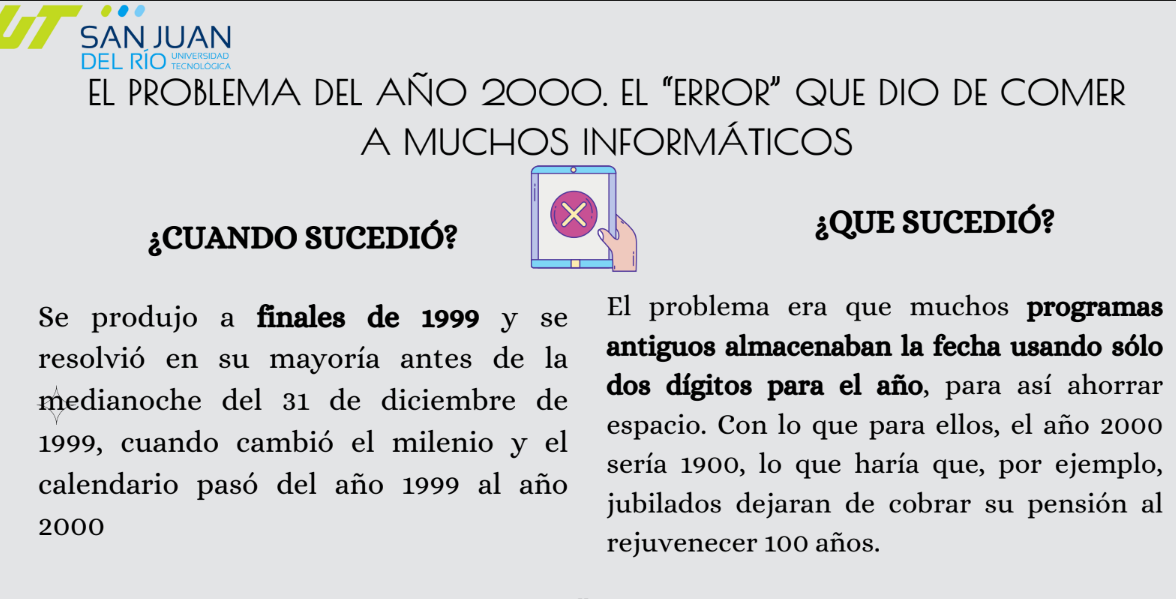 UT
SAN JUAN
DEL RÍO UNIVERSIDAD
TECNOLÓGICA
EL PROBLEMA DEL AÑO 2000. EL “ERROR” QUE DIO DE COMER
A MUCHOS INFORMÁTICOS
¿CUANDO SUCEDIÓ?
Se produjo a finales de 1999 y se
resolvió en su mayoría antes de la
medianoche del 31 de diciembre de
1999, cuando cambió el milenio y el
calendario pasó del año 1999 al año
2000
¿QUE SUCEDIÓ?
El problema era que muchos programas
antiguos almacenaban la fecha usando sólo
dos dígitos para el año, para así ahorrar
espacio. Con lo que para ellos, el año 2000
sería 1900, lo que haría que, por ejemplo,
jubilados dejaran de cobrar su pensión al
rejuvenecer 100 años.